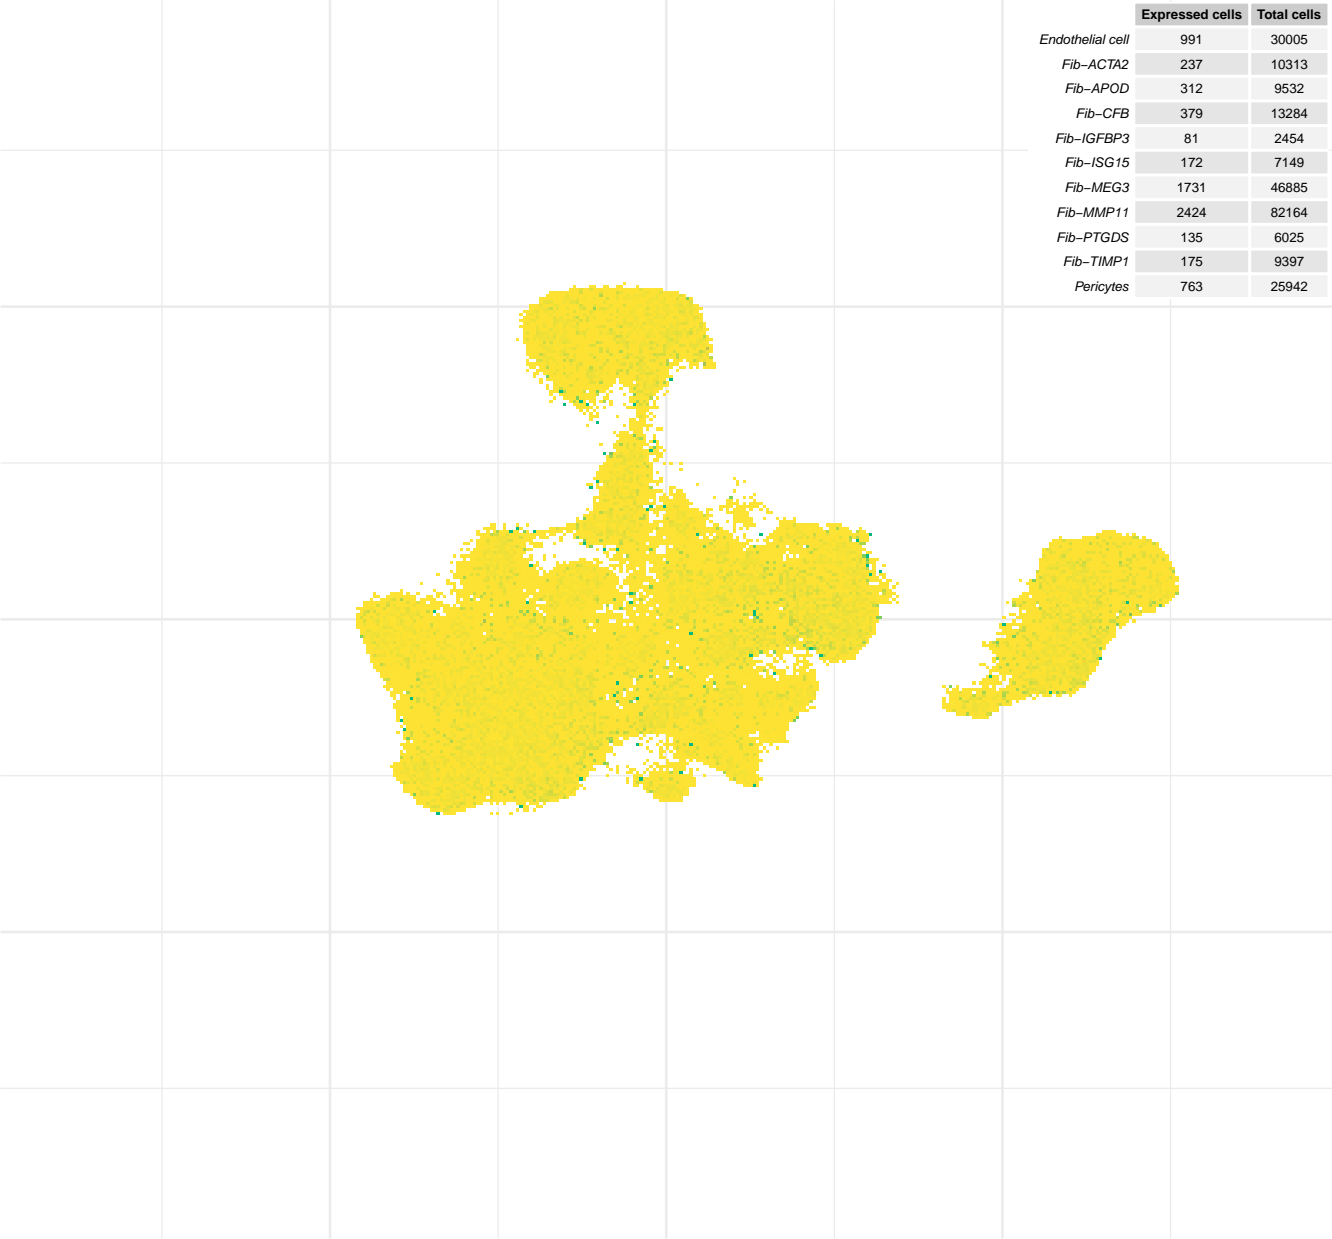 Expressed cells Total cells
Endothelial cell 991 30005
Fib−ACTA2 237 10313
Fib−APOD 312 9532
Fib−CFB 379 13284
Fib−IGFBP3 81 2454
Fib−ISG15 172 7149
Fib−MEG3 1731 46885
Fib−MMP11 2424 82164
Fib−PTGDS 135 6025
Fib−TIMP1 175 9397
Pericytes 763 25942